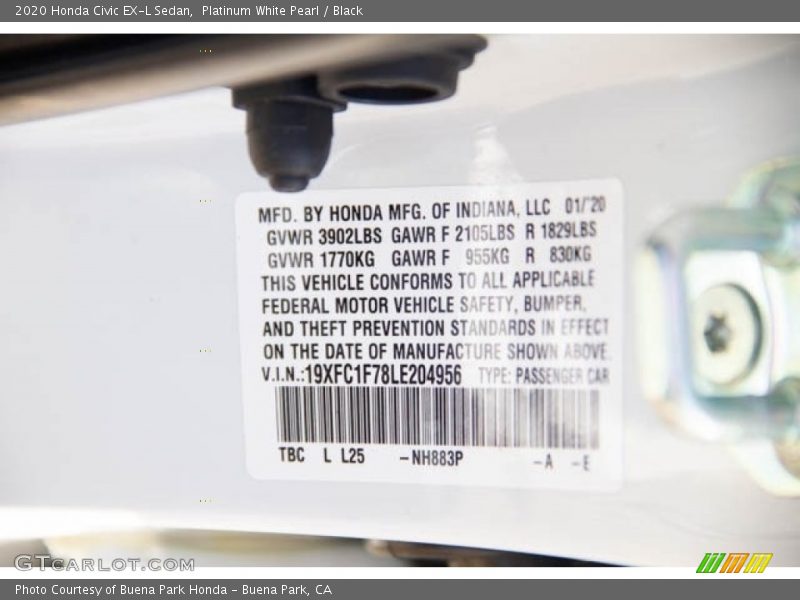 2020 Honda Civic EX-L Sedan,  Platinum White Pearl / Black
MFD. BY HONDA MFG. OF INDIANA, LLC 01/'20
GVWR 3902LBS GAWR F 2105LBS R 1829LBS
GVWR 1770KG GAWR F 955KG R 830KG
THIS VEHICLE CONFORMS TO ALL APPLICABLE
FEDERAL MOTOR VEHICLE SAFETY, BUMPER,
AND THEFT PREVENTION STANDARDS IN EFFECT
ON THE DATE OF MANUFACTURE SHOWN ABOVE.
V.I.N.:19XFC1F78LE204956 TYPE: PASSENGER CAR
TBC L L25 -NH883P -A -E
GTCARLOT.COM
Photo Courtesy of Buena Park Honda - Buena Park, CA